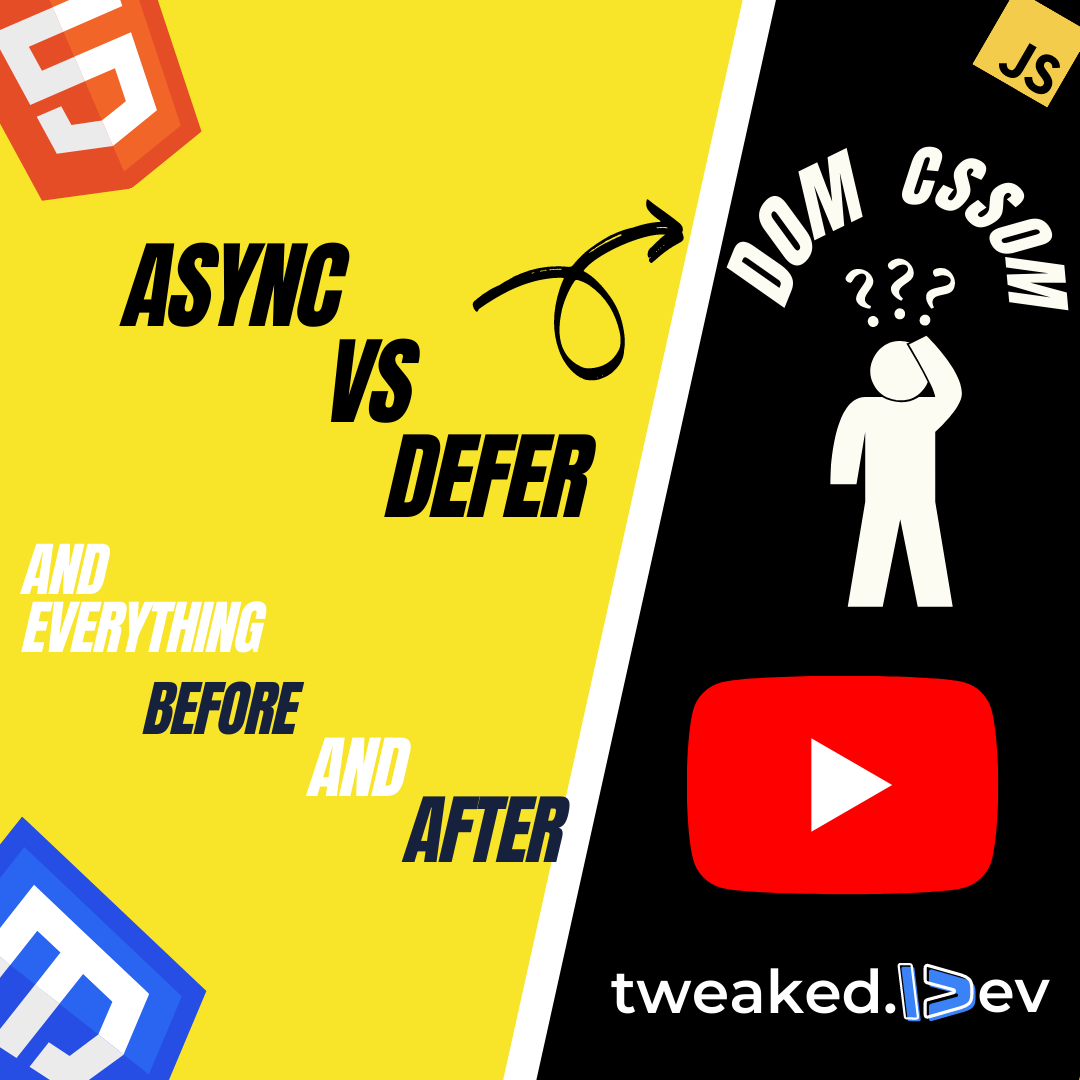 ASYNC
VS
DEFER
AND
EVERYTHING
BEFORE
AND
AFTER
JS
DOM CSSOM
???
tweaked.Dev